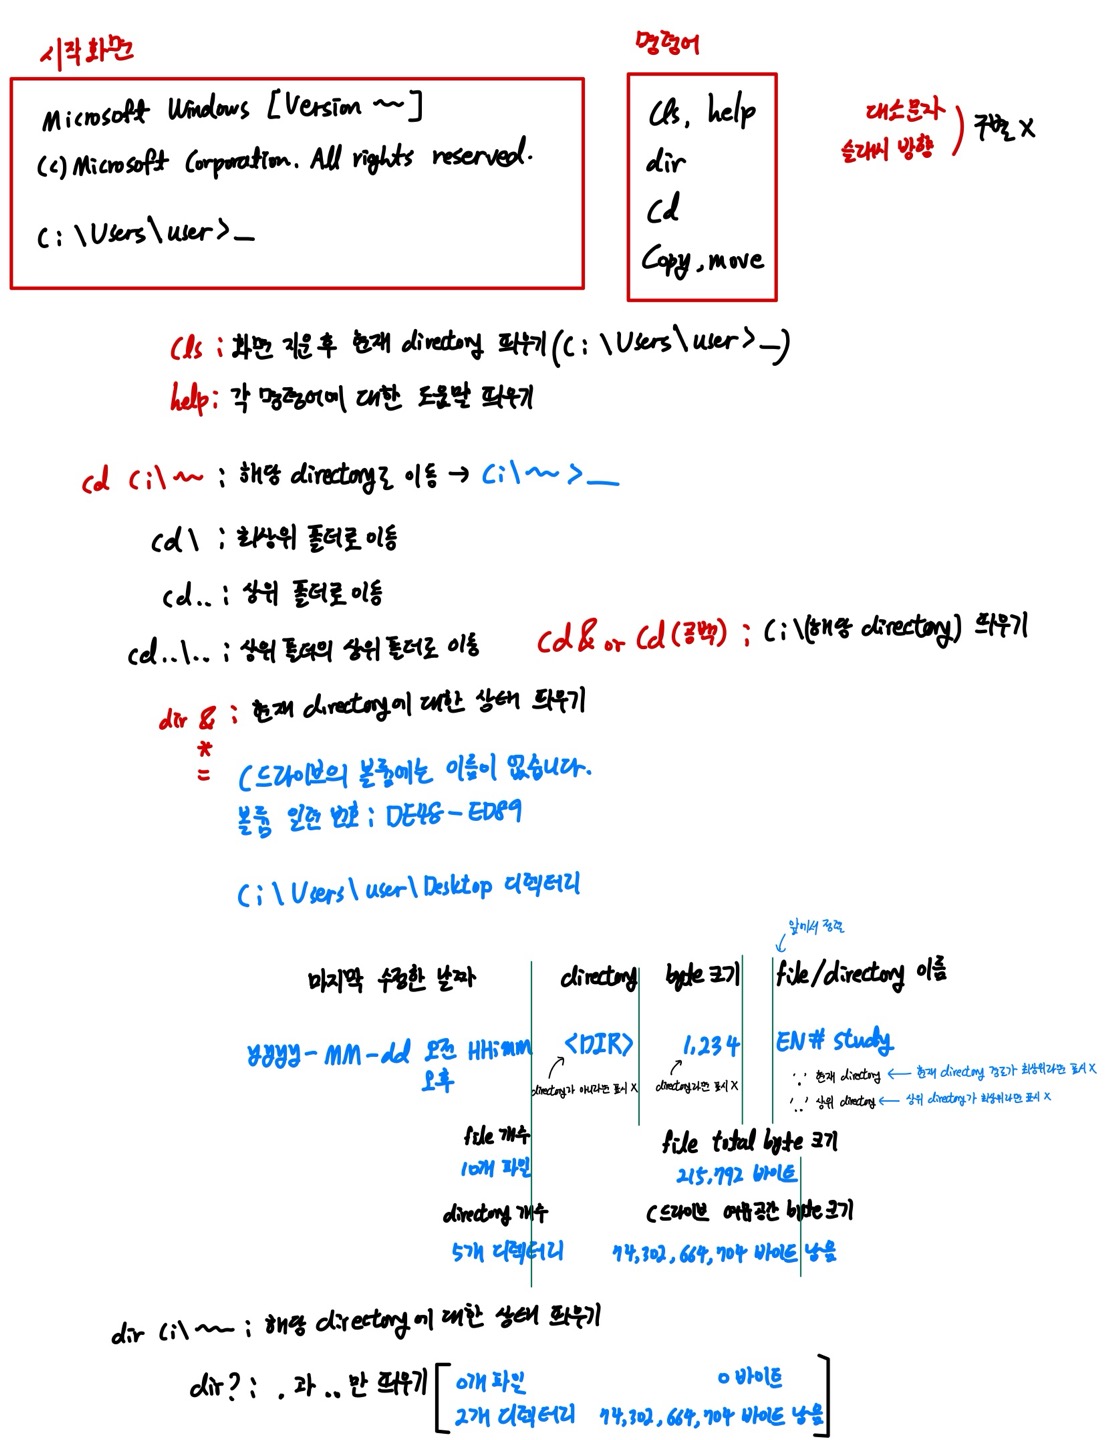 시작화면
Microsoft Windows [Version ~~]
(c)Microsoft Corporation. All rights reserved.
C:\Users\user>_
명령어
cls, help
dir
cd
copy, move
대소문자
슬라씨 방향 ) 구별 X
cls : 화면 지운 후 현재 directory 띄우기 (C:\Users\user>_)
help : 각 명령어에 대한 도움말 띄우기
cd C:\~~ : 해당 directory로 이동 → C:\~~>_
cd\ : 최상위 폴더로 이동
cd.. : 상위 폴더로 이동
cd..\.. : 상위 폴더의 상위 폴더로 이동
cd& or cd(공백) : C:\(해당 directory) 띄우기
dir & : 현재 directory에 대한 상태 띄우기
*
=
C드라이브의 볼륨에는 이름이 없습니다.
볼륨 일련 번호 : DE48-ED89
C:\Users\user\Desktop 디렉터리
앞에서 정렬
마지막 수정한 날짜 directory byte 크기 file/directory 이름
yyyy-MM-dd 오전 HH:mm <DIR> 1,234 EN# study
오후
directory가 아니라면 표시 X
directory라면 표시 X
'.' 현재 directory ← 현재 directory 경로가 최상위라면 표시 X
'..' 상위 directory ← 상위 directory가 최상위라면 표시 X
file 개수 file total byte 크기
10개 파일 215,792 바이트
directory 개수 C드라이브 여유공간 byte 크기
5개 디렉터리 74,302,664,704 바이트 남음
dir C:\~~ : 해당 directory에 대한 상태 띄우기
dir? : . 과 .. 만 띄우기 [ 0개 파일 0 바이트
2개 디렉터리 74,302,664,704 바이트 남음 ]